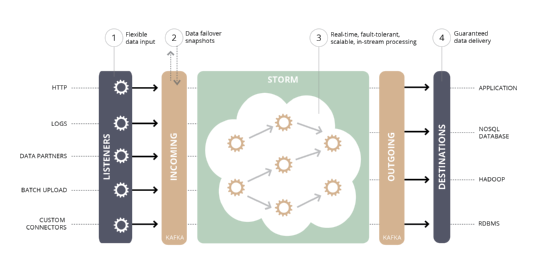 1
Flexible
data input
2
Data failover
snapshots
3
Real-time, fault-tolerant,
scalable, in-stream processing
4
Guaranteed
data delivery
HTTP
LOGS
DATA PARTNERS
BATCH UPLOAD
CUSTOM
CONNECTORS
LISTENERS
INCOMING
KAFKA
STORM
OUTGOING
KAFKA
DESTINATIONS
APPLICATION
NOSQL
DATABASE
HADOOP
RDBMS